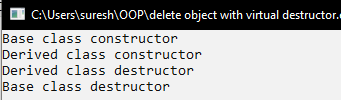 C:\Users\suresh\OOP\delete object with virtual destructor.
Base class constructor
Derived class constructor
Derived class destructor
Base class destructor